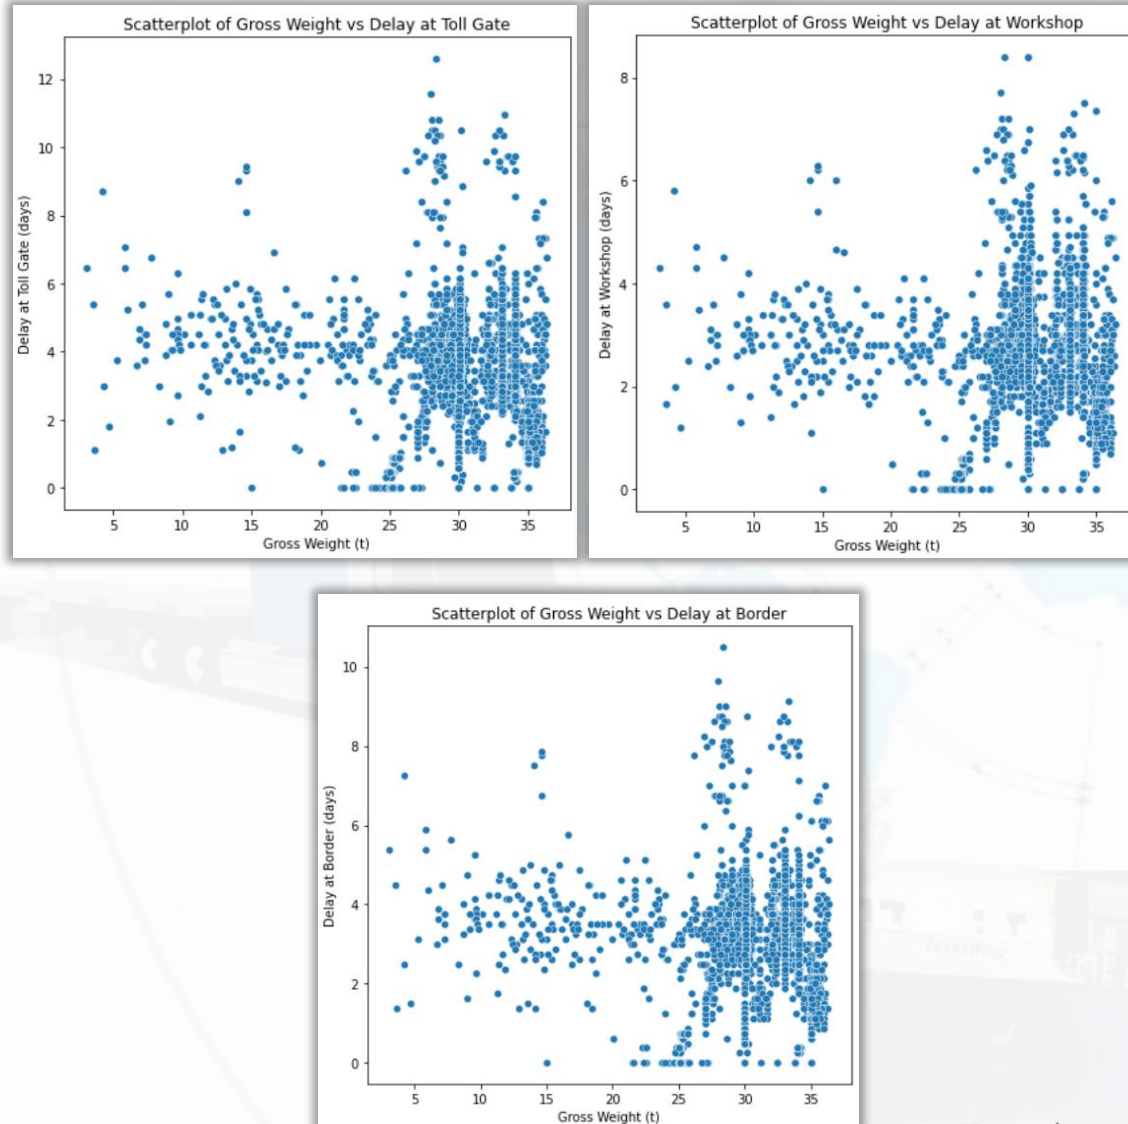 Scatterplot of Gross Weight vs Delay at Toll Gate
Delay at Toll Gate (days)
12
10
8
6
4
2
0
5 10 15 20 25 30 35
Gross Weight (t)
Scatterplot of Gross Weight vs Delay at Workshop
Delay at Workshop (days)
8
6
4
2
0
5 10 15 20 25 30 35
Gross Weight (t)
Scatterplot of Gross Weight vs Delay at Border
Delay at Border (days)
10
8
6
4
2
0
5 10 15 20 25 30 35
Gross Weight (t)